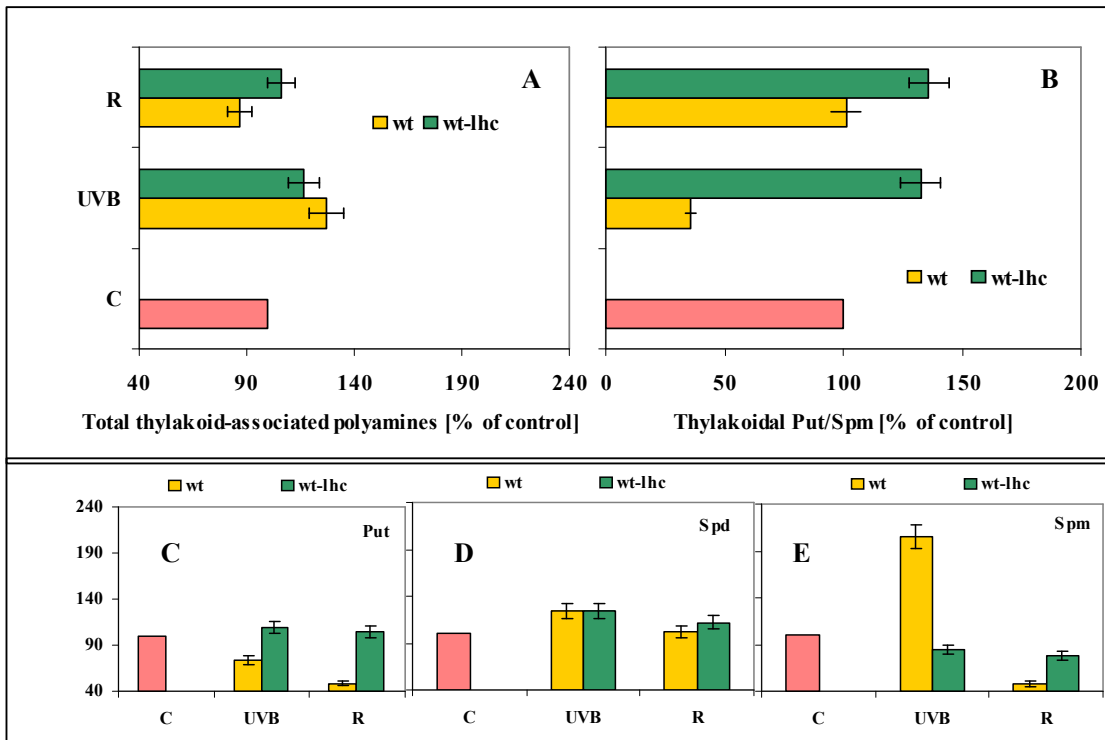 A
B
R
wt wt-lhc
UVB
wt wt-lhc
C
40 90 140 190 240
0 50 100 150 200
Total thylakoid-associated polyamines [% of control]
Thylakoidal Put/Spm [% of control]
wt wt-lhc
wt wt-lhc
wt wt-lhc
240
190
140
90
40
C
Put
D
Spd
E
Spm
C UVB R
C UVB R
C UVB R